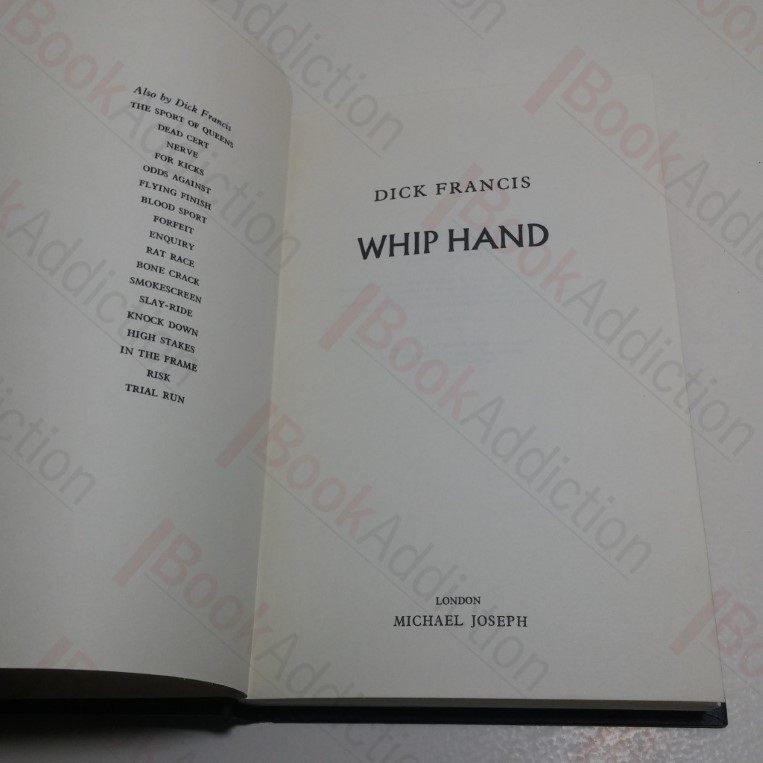 Also by Dick Francis
THE SPORT OF QUEENS
DEAD CERT
NERVE
FOR KICKS
ODDS AGAINST
FLYING FINISH
BLOOD SPORT
FORFEIT
ENQUIRY
RAT RACE
BONE CRACK
SMOKESCREEN
SLAY-RIDE
KNOCK DOWN
HIGH STAKES
IN THE FRAME
RISK
TRIAL RUN
DICK FRANCIS
WHIP HAND
LONDON
MICHAEL JOSEPH
BookAddiction